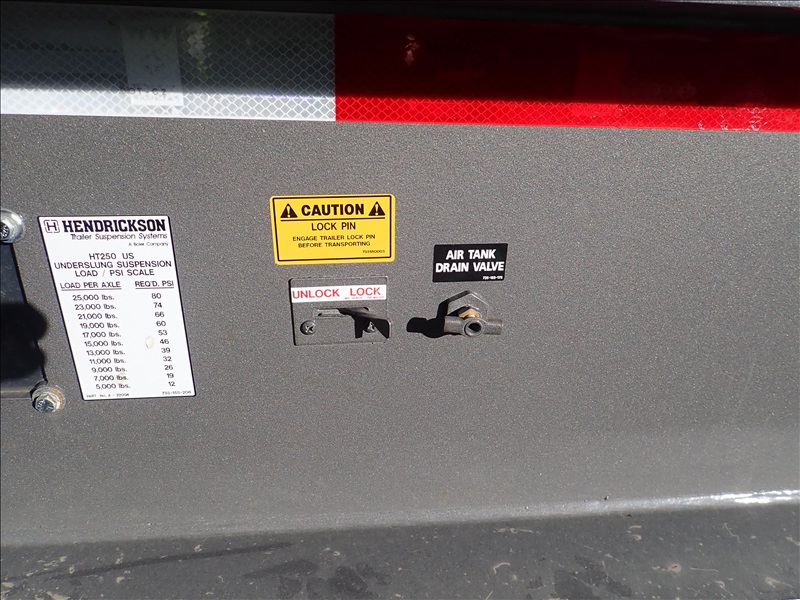 HENDRICKSON
Trailer Suspension Systems
A Boler Company
HT250 US
UNDERSLUNG SUSPENSION
LOAD / PSI SCALE
LOAD PER AXLE REQ'D. PSI
25,000 lbs. 80
23,000 lbs. 74
21,000 lbs. 66
19,000 lbs. 60
17,000 lbs. 53
15,000 lbs. 46
13,000 lbs. 39
11,000 lbs. 32
9,000 lbs. 26
7,000 lbs. 19
5,000 lbs. 12
CAUTION
LOCK PIN
ENGAGE TRAILER LOCK PIN
BEFORE TRANSPORTING
UNLOCK LOCK
AIR TANK
DRAIN VALVE